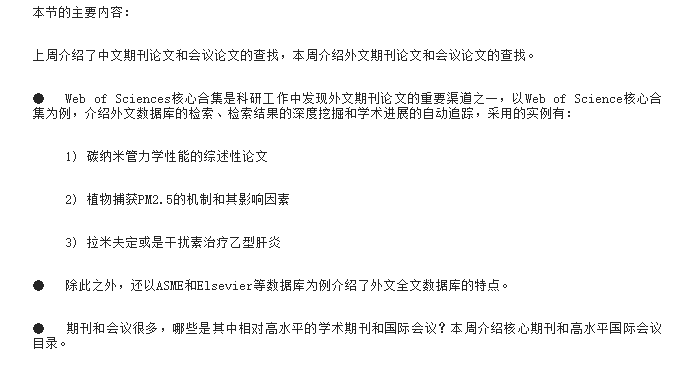 本节的主要内容：
上周介绍了中文期刊论文和会议论文的查找，本周介绍外文期刊论文和会议论文的查找。
● Web of Sciences核心合集是科研工作中发现外文期刊论文的重要渠道之一，以Web of Science核心合
集为例，介绍外文数据库的检索、检索结果的深度挖掘和学术进展的自动追踪，采用的实例有：
1) 碳纳米管力学性能的综述性论文
2) 植物捕获PM2.5的机制和其影响因素
3) 拉米夫定或是干扰素治疗乙型肝炎
● 除此之外，还以ASME和Elsevier等数据库为例介绍了外文全文数据库的特点。
● 期刊和会议很多，哪些是其中相对高水平的学术期刊和国际会议？本周介绍核心期刊和高水平国际会议
目录。